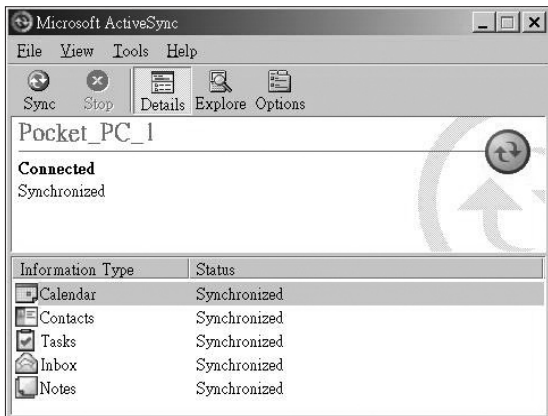 Microsoft ActiveSync
File View Tools Help
Sync Stop Details Explore Options
Pocket_PC_1
Connected
Synchronized
Information Type Status
Calendar Synchronized
Contacts Synchronized
Tasks Synchronized
Inbox Synchronized
Notes Synchronized